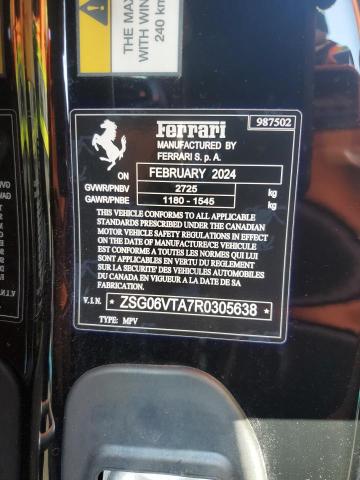 THE MA
WITH WIN
240 km
Ferrari
987502
MANUFACTURED BY
FERRARI S.p.A.
ON FEBRUARY 2024
GVWR/PNBV 2725 kg
GAWR/PNBE 1180 - 1545 kg
THIS VEHICLE CONFORMS TO ALL APPLICABLE
STANDARDS PRESCRIBED UNDER THE CANADIAN
MOTOR VEHICLE SAFETY REGULATIONS IN EFFECT
ON THE DATE OF MANUFACTURE/CE VEHICULE EST
CONFORME A TOUTES LES NORMES QUI LUI SONT
APPLICABLES EN VERTU DU REGLEMENT SUR LA
SECURITE DES VEHICULES AUTOMOBILES
DU CANADA EN VIGUEUR A LA DATE DE SA
FABRICATION.
V.I.N. * ZSG06VTA7R0305638 *
TYPE: MPV